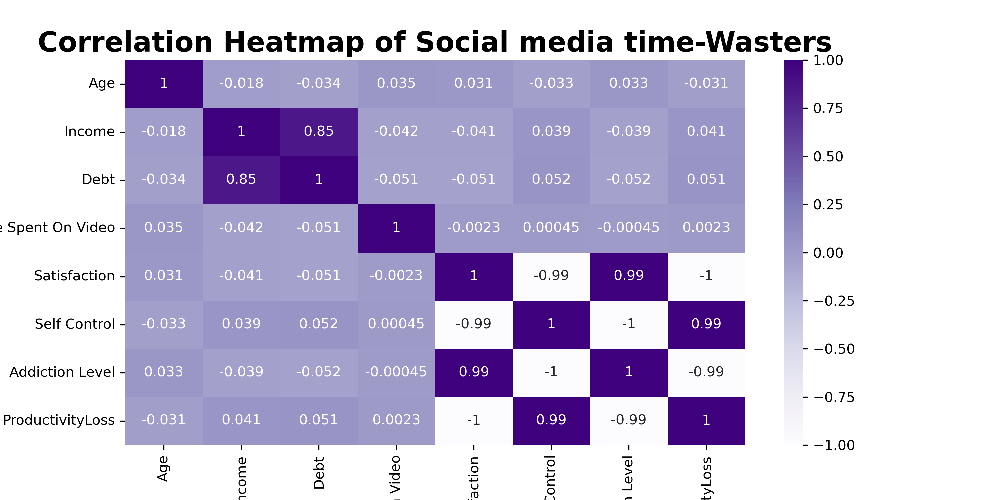 Correlation Heatmap of Social media time-Wasters
Age 1 -0.018 -0.034 0.035 0.031 -0.033 0.033 -0.031
Income -0.018 1 0.85 -0.042 -0.041 0.039 -0.039 0.041
Debt -0.034 0.85 1 -0.051 -0.051 0.052 -0.052 0.051
e Spent On Video 0.035 -0.042 -0.051 1 -0.0023 0.00045 -0.00045 0.0023
Satisfaction 0.031 -0.041 -0.051 -0.0023 1 -0.99 0.99 -1
Self Control -0.033 0.039 0.052 0.00045 -0.99 1 -1 0.99
Addiction Level 0.033 -0.039 -0.052 -0.00045 0.99 -1 1 -0.99
ProductivityLoss -0.031 0.041 0.051 0.0023 -1 0.99 -0.99 1
Age
ncome
Debt
Video
faction
Control
n Level
tyLoss
1.00
0.75
0.50
0.25
0.00
−0.25
−0.50
−0.75
−1.00